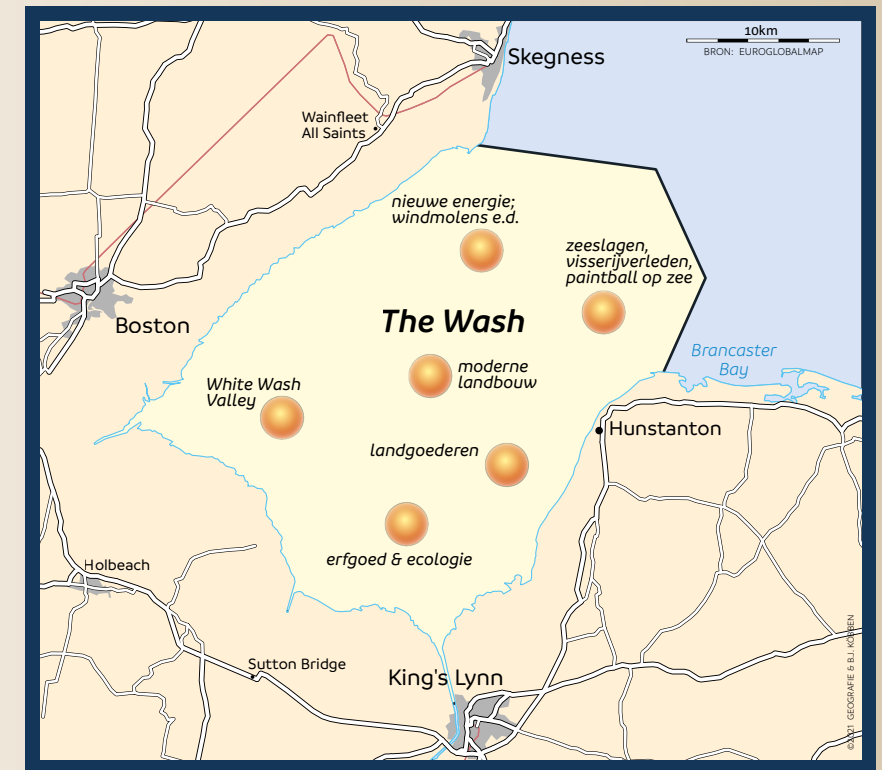 10km
BRON: EUROGLOBALMAP
Skegness
Wainfleet
All Saints
nieuwe energie;
windmolens e.d.
zeeslagen,
visserijverleden,
paintball op zee
The Wash
Boston
Brancaster
Bay
moderne
landbouw
White Wash
Valley
Hunstanton
landgoederen
erfgoed & ecologie
Holbeach
Sutton Bridge
King's Lynn
©2021 GEOGRAFIE & B.J. KÖBBEN